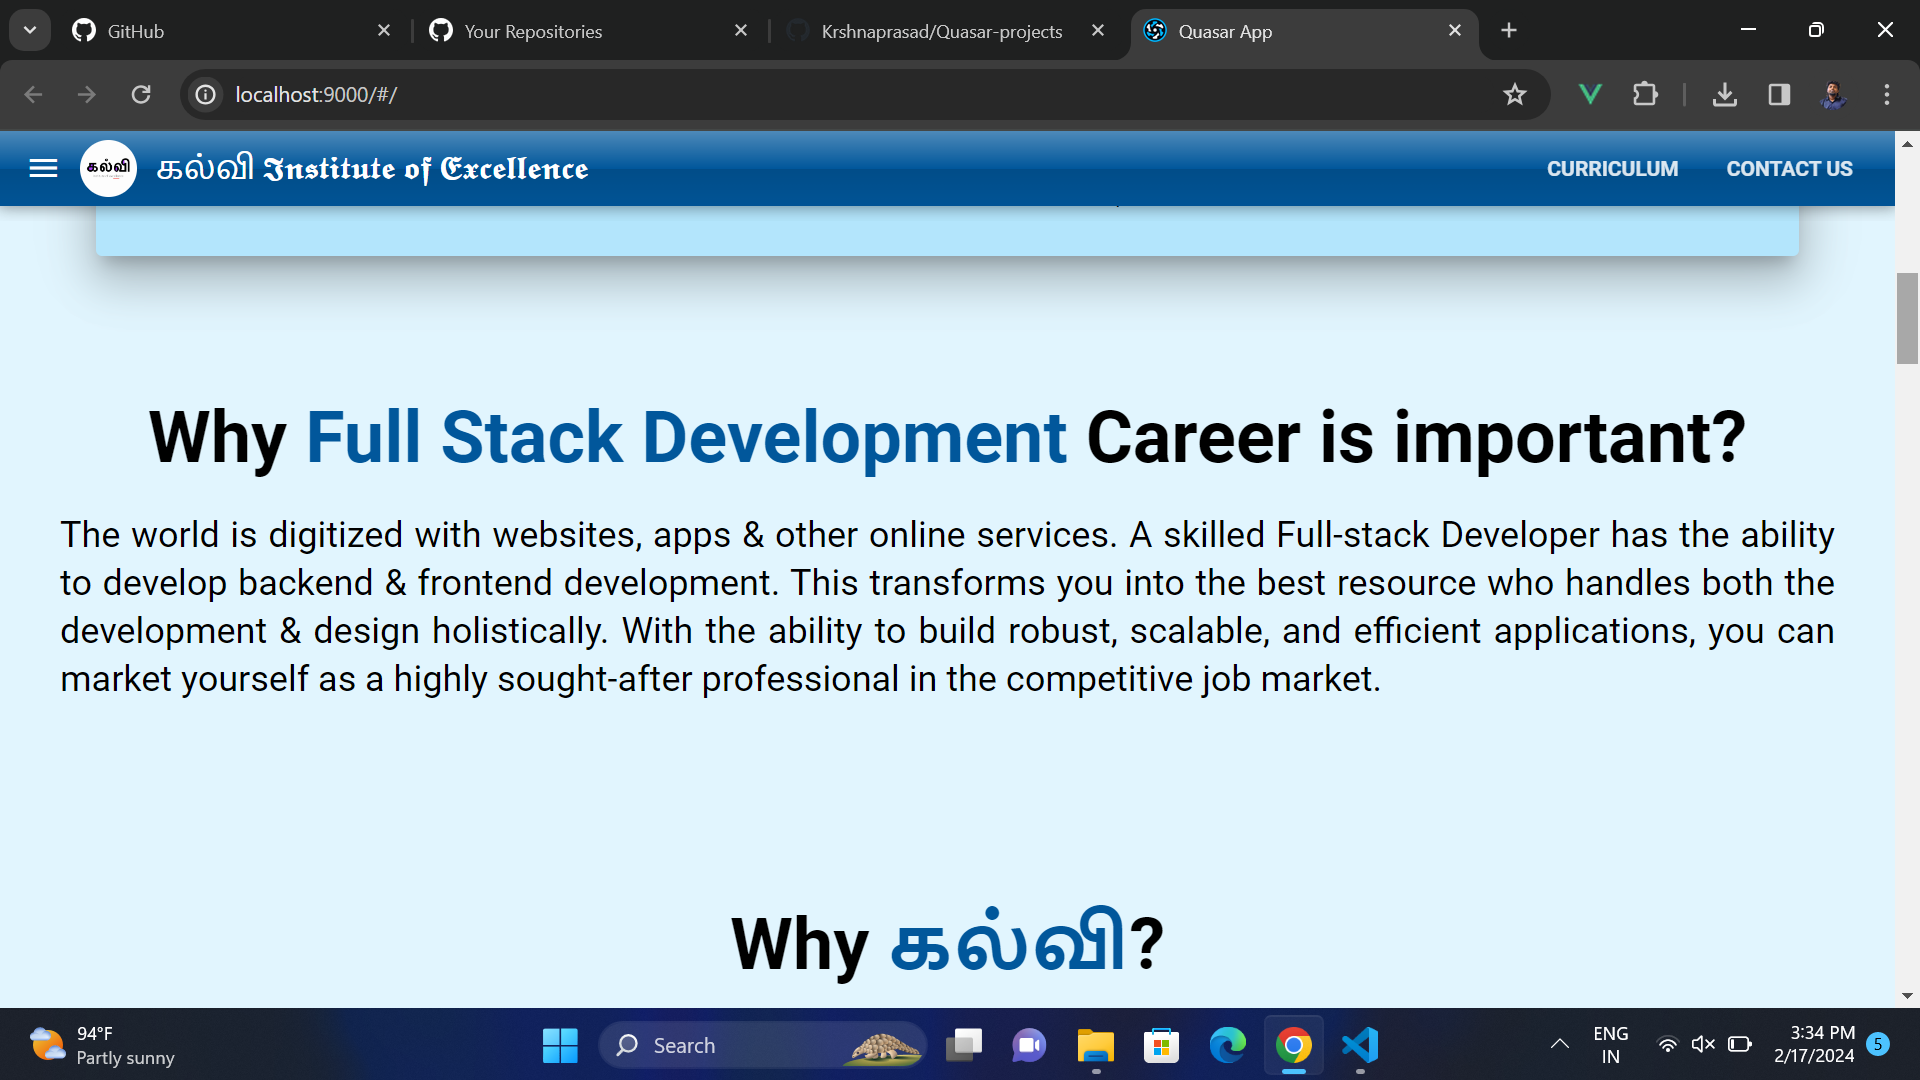 GitHub
Your Repositories
Krshnaprasad/Quasar-projects
Quasar App
localhost:9000/#/
கல்வி
கல்வி Institute of Excellence
CURRICULUM
CONTACT US
Why Full Stack Development Career is important?
The world is digitized with websites, apps & other online services. A skilled Full-stack Developer has the ability
to develop backend & frontend development. This transforms you into the best resource who handles both the
development & design holistically. With the ability to build robust, scalable, and efficient applications, you can
market yourself as a highly sought-after professional in the competitive job market.
Why கல்வி?
94°F
Partly sunny
Search
ENG
IN
3:34 PM
2/17/2024
5